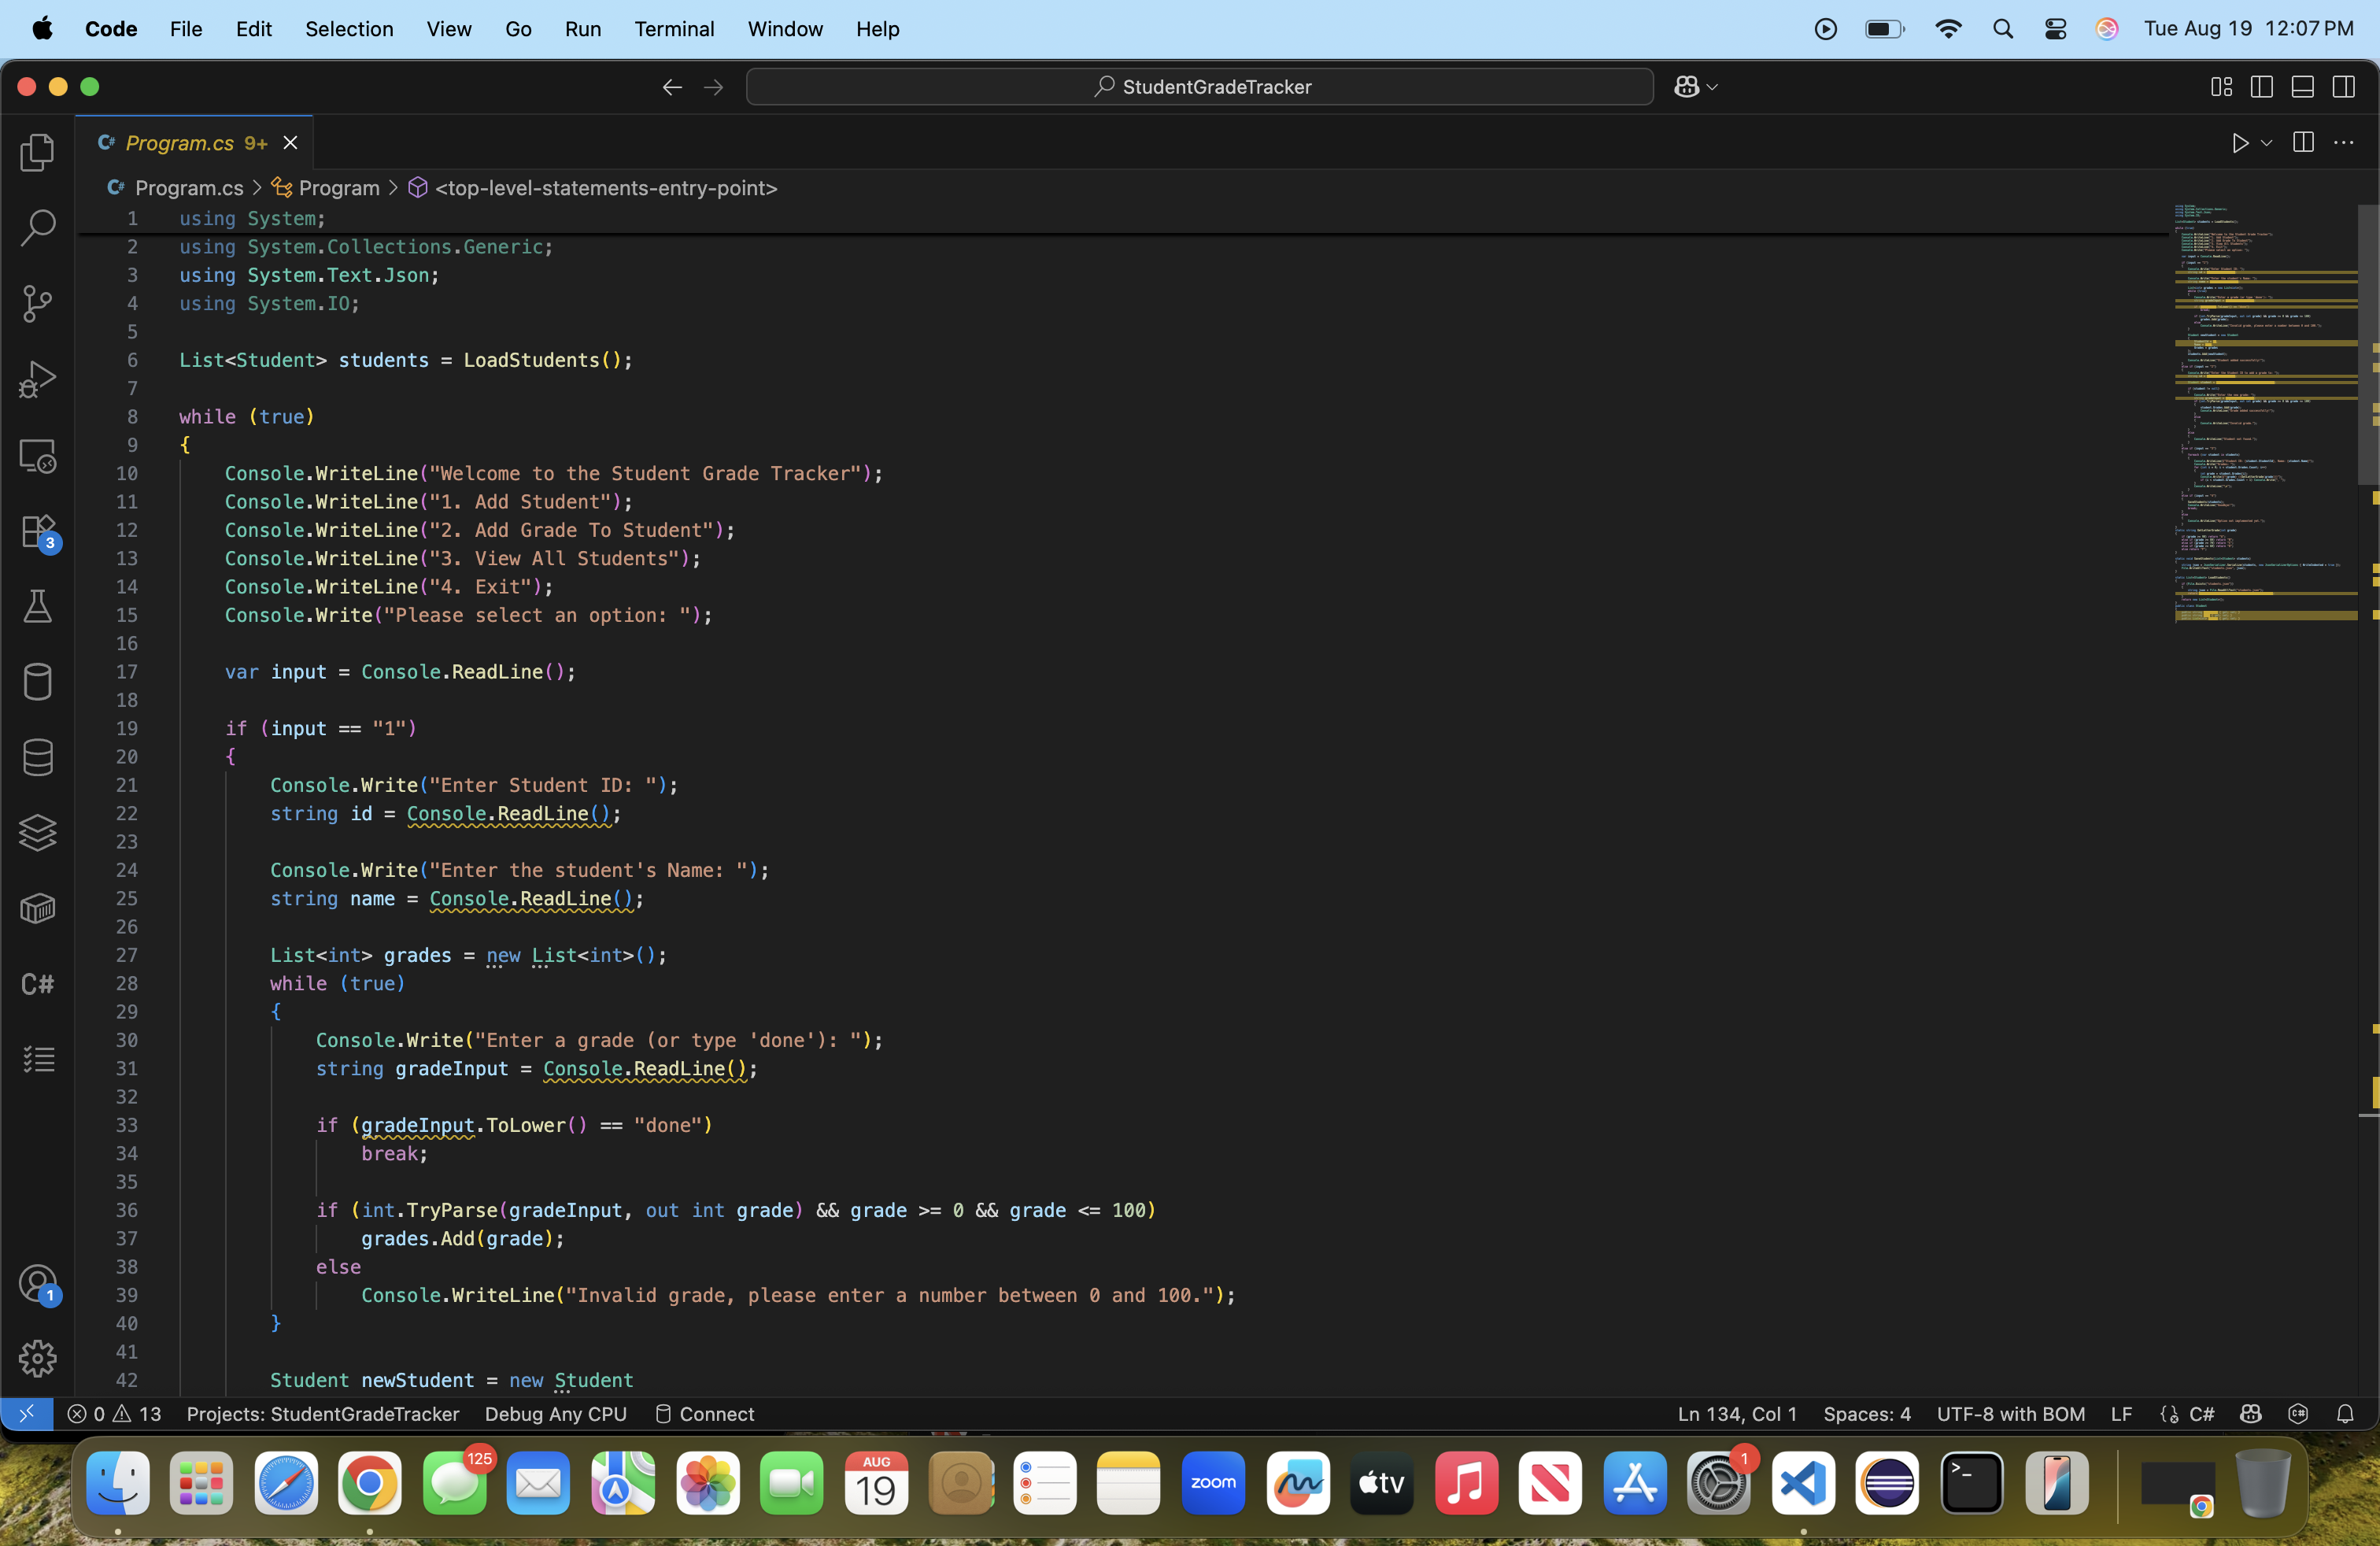 Code File Edit Selection View Go Run Terminal Window Help Tue Aug 19 12:07 PM
StudentGradeTracker
C# Program.cs 9+
C# Program.cs > Program > <top-level-statements-entry-point>
1 using System;
2 using System.Collections.Generic;
3 using System.Text.Json;
4 using System.IO;
5
6 List<Student> students = LoadStudents();
7
8 while (true)
9 {
10 Console.WriteLine("Welcome to the Student Grade Tracker");
11 Console.WriteLine("1. Add Student");
12 Console.WriteLine("2. Add Grade To Student");
13 Console.WriteLine("3. View All Students");
14 Console.WriteLine("4. Exit");
15 Console.Write("Please select an option: ");
16
17 var input = Console.ReadLine();
18
19 if (input == "1")
20 {
21 Console.Write("Enter Student ID: ");
22 string id = Console.ReadLine();
23
24 Console.Write("Enter the student's Name: ");
25 string name = Console.ReadLine();
26
27 List<int> grades = new List<int>();
28 while (true)
29 {
30 Console.Write("Enter a grade (or type 'done'): ");
31 string gradeInput = Console.ReadLine();
32
33 if (gradeInput.ToLower() == "done")
34 break;
35
36 if (int.TryParse(gradeInput, out int grade) && grade >= 0 && grade <= 100)
37 grades.Add(grade);
38 else
39 Console.WriteLine("Invalid grade, please enter a number between 0 and 100.");
40 }
41
42 Student newStudent = new Student
3
C#
1
0 13 Projects: StudentGradeTracker Debug Any CPU Connect Ln 134, Col 1 Spaces: 4 UTF-8 with BOM LF C#
125
AUG
19
zoom
tv
1